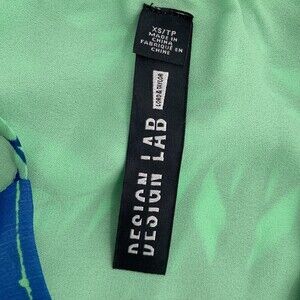 XS/TP
MADE IN
CHINA
FABRIQUÉ EN
CHINE
LORD & TAYLOR
DESIGN LAB